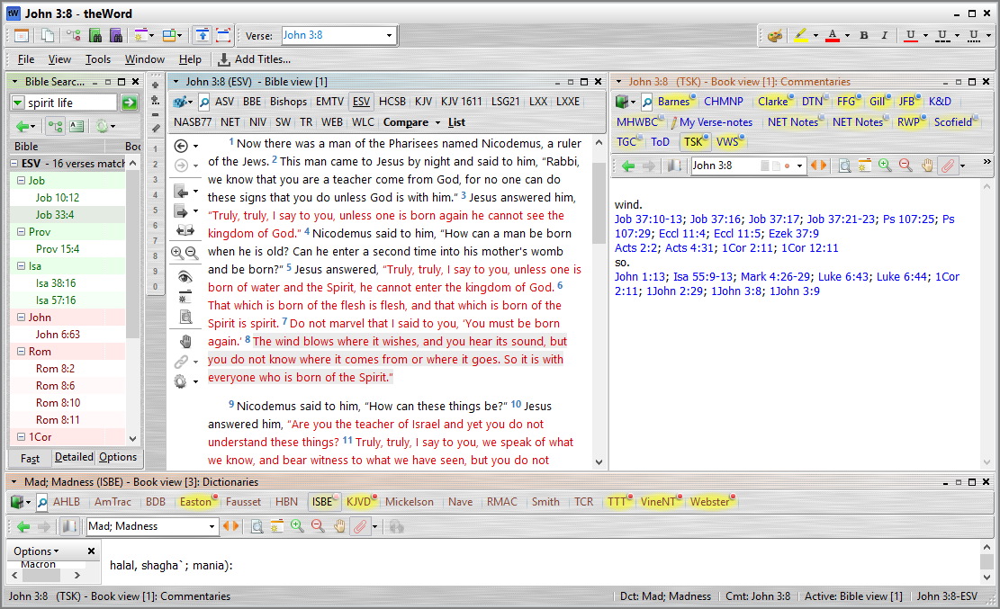 tW John 3:8 - theWord
Verse: John 3:8
A B I U U U
File View Tools Window Help Add Titles...
Bible Searc...
spirit life
Bible Boo
ESV - 16 verses match
Job
Job 10:12
Job 33:4
Prov
Prov 15:4
Isa
Isa 38:16
Isa 57:16
John
John 6:63
Rom
Rom 8:2
Rom 8:6
Rom 8:10
Rom 8:11
1Cor
Fast Detailed Options
1
2
3
4
5
6
7
8
9
0
John 3:8 (ESV) - Bible view [1]
ASV BBE Bishops EMTV ESV HCSB KJV KJV 1611 LSG21 LXX LXXE
NASB77 NET NIV SW TR WEB WLC Compare List
1 Now there was a man of the Pharisees named Nicodemus, a ruler
of the Jews. 2 This man came to Jesus by night and said to him, “Rabbi,
we know that you are a teacher come from God, for no one can do
these signs that you do unless God is with him.” 3 Jesus answered him,
“Truly, truly, I say to you, unless one is born again he cannot see the
kingdom of God.” 4 Nicodemus said to him, “How can a man be born
when he is old? Can he enter a second time into his mother's womb
and be born?” 5 Jesus answered, “Truly, truly, I say to you, unless one is
born of water and the Spirit, he cannot enter the kingdom of God. 6
That which is born of the flesh is flesh, and that which is born of the
Spirit is spirit. 7 Do not marvel that I said to you, ‘You must be born
again.’ 8 The wind blows where it wishes, and you hear its sound, but
you do not know where it comes from or where it goes. So it is with
everyone who is born of the Spirit.”
9 Nicodemus said to him, “How can these things be?” 10 Jesus
answered him, “Are you the teacher of Israel and yet you do not
understand these things? 11 Truly, truly, I say to you, we speak of what
we know, and bear witness to what we have seen, but you do not
John 3:8 (TSK) - Book view [1]: Commentaries
Barnes CHMNP Clarke DTN FFG Gill JFB K&D
MHWBC My Verse-notes NET Notes NET Notes RWP Scofield
TGC ToD TSK VWS
John 3:8
wind.
Job 37:10-13; Job 37:16; Job 37:17; Job 37:21-23; Ps 107:25; Ps
107:29; Eccl 11:4; Eccl 11:5; Ezek 37:9
Acts 2:2; Acts 4:31; 1Cor 2:11; 1Cor 12:11
so.
John 1:13; Isa 55:9-13; Mark 4:26-29; Luke 6:43; Luke 6:44; 1Cor
2:11; 1John 2:29; 1John 3:8; 1John 3:9
Mad; Madness (ISBE) - Book view [3]: Dictionaries
AHLB AmTrac BDB Easton Fausset HBN ISBE KJVD Mickelson Nave RMAC Smith TCR TTT VineNT Webster
Mad; Madness
Options
Macron
halal, shagha`; mania):
John 3:8 (TSK) - Book view [1]: Commentaries
Dct: Mad; Madness Cmt: John 3:8 Active: Bible view [1] John 3:8-ESV